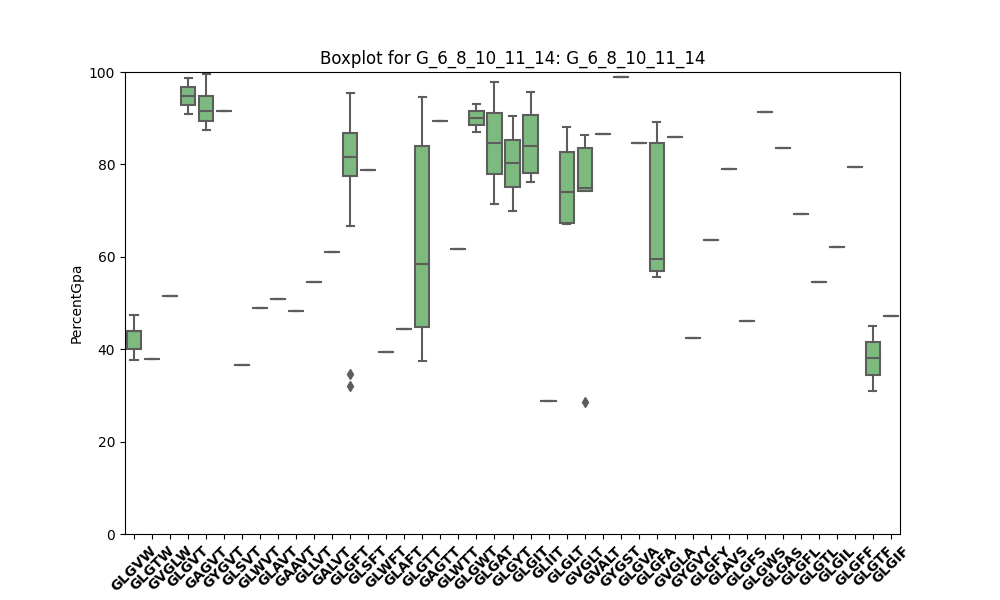 Boxplot for G_6_8_10_11_14: G_6_8_10_11_14
PercentGpa
100
80
60
40
20
0
GLGVW
GLGTW
GVGLW
GLGVT
GAGVT
GYGVT
GLSVT
GLWVT
GLAVT
GAAVT
GLLVT
GALVT
GLGFT
GLSFT
GLWFT
GLAFT
GLGTT
GAGTT
GLWTT
GLGWT
GLGAT
GLGYT
GLGIT
GLIT
GLGLT
GVGLT
GVALT
GYGST
GLGVA
GLGFA
GVGLA
GYGVY
GLGFY
GLAVS
GLGFS
GLGWS
GLGAS
GLGFL
GLGTL
GLGIL
GLGFF
GLGTF
GLGIF